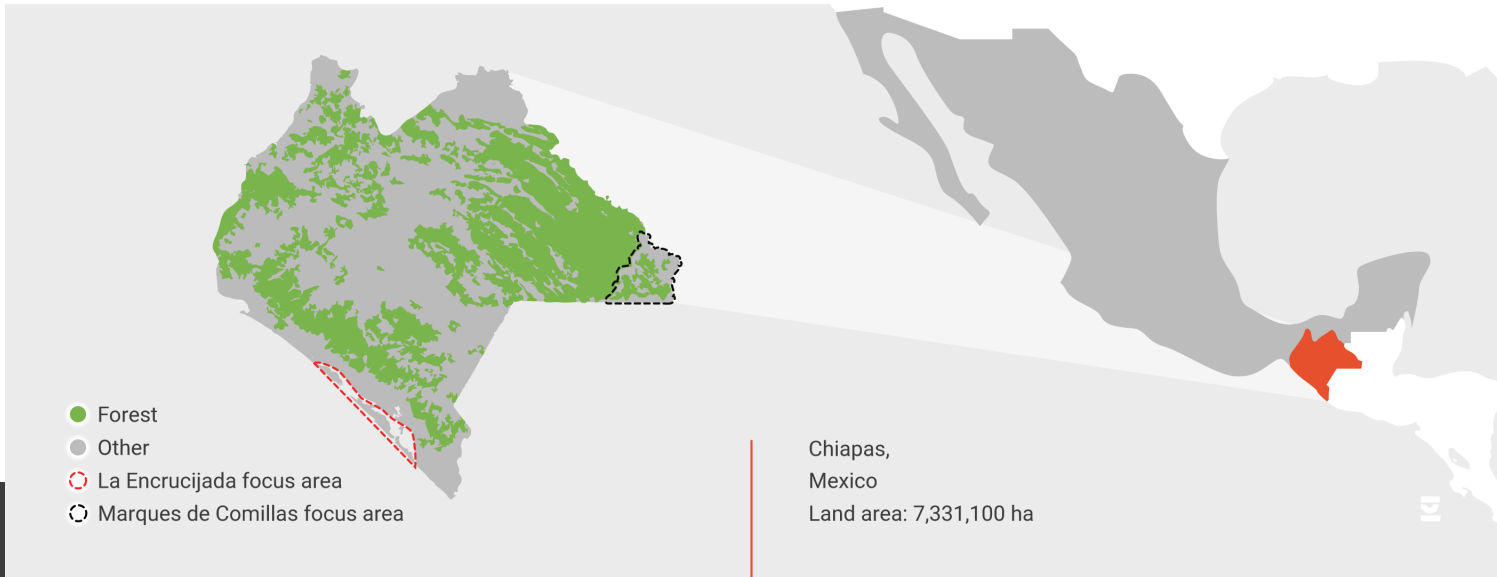 Forest
Other
La Encrucijada focus area
Marques de Comillas focus area
Chiapas,
Mexico
Land area: 7,331,100 ha